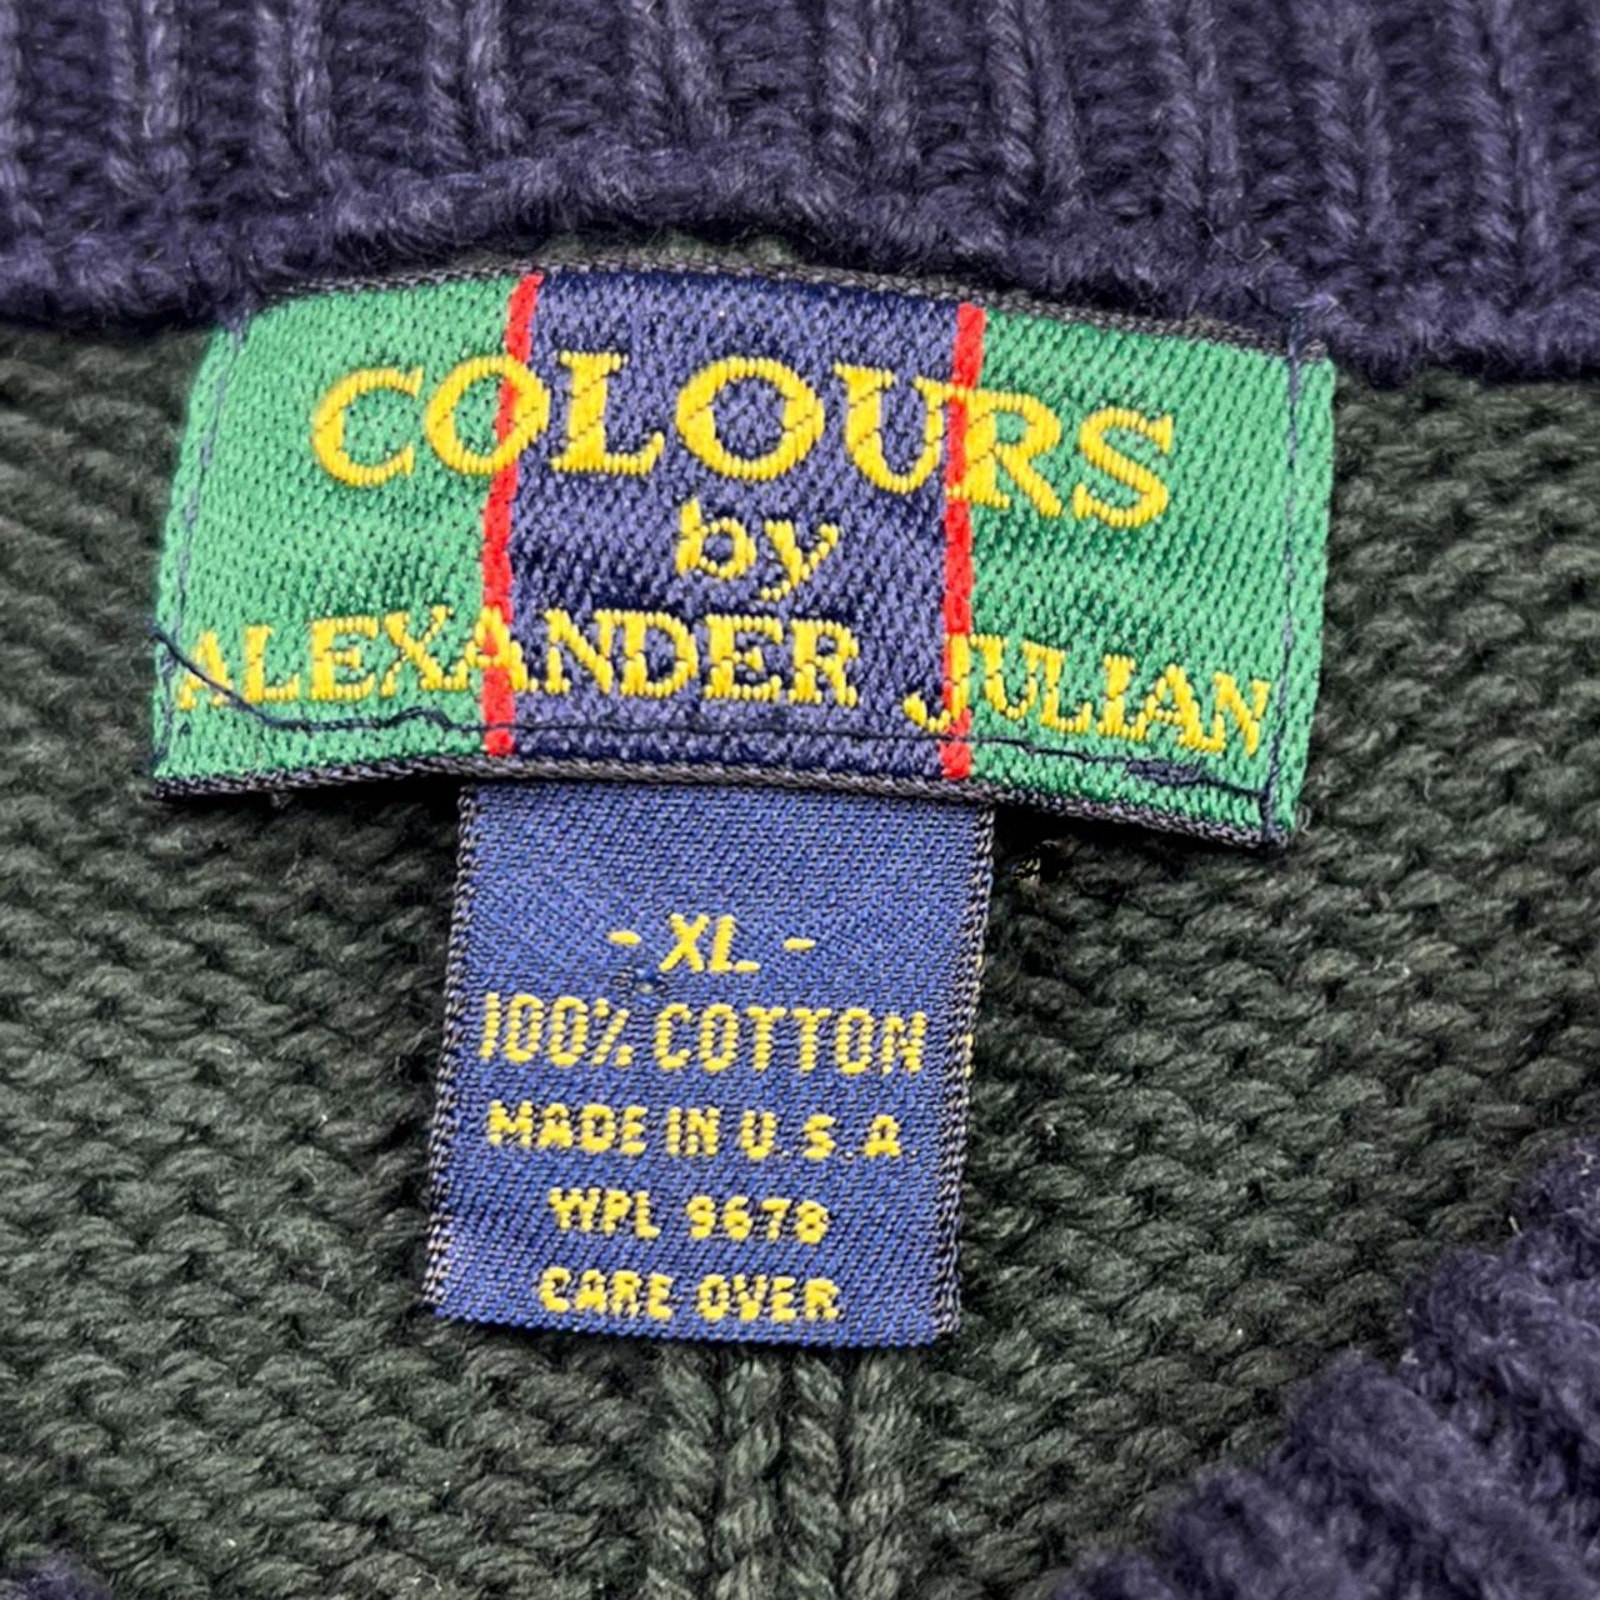 COLOURS
by
ALEXANDER JULIAN
- XL -
100% COTTON
MADE IN U.S.A.
WPL 9678
CARE OVER